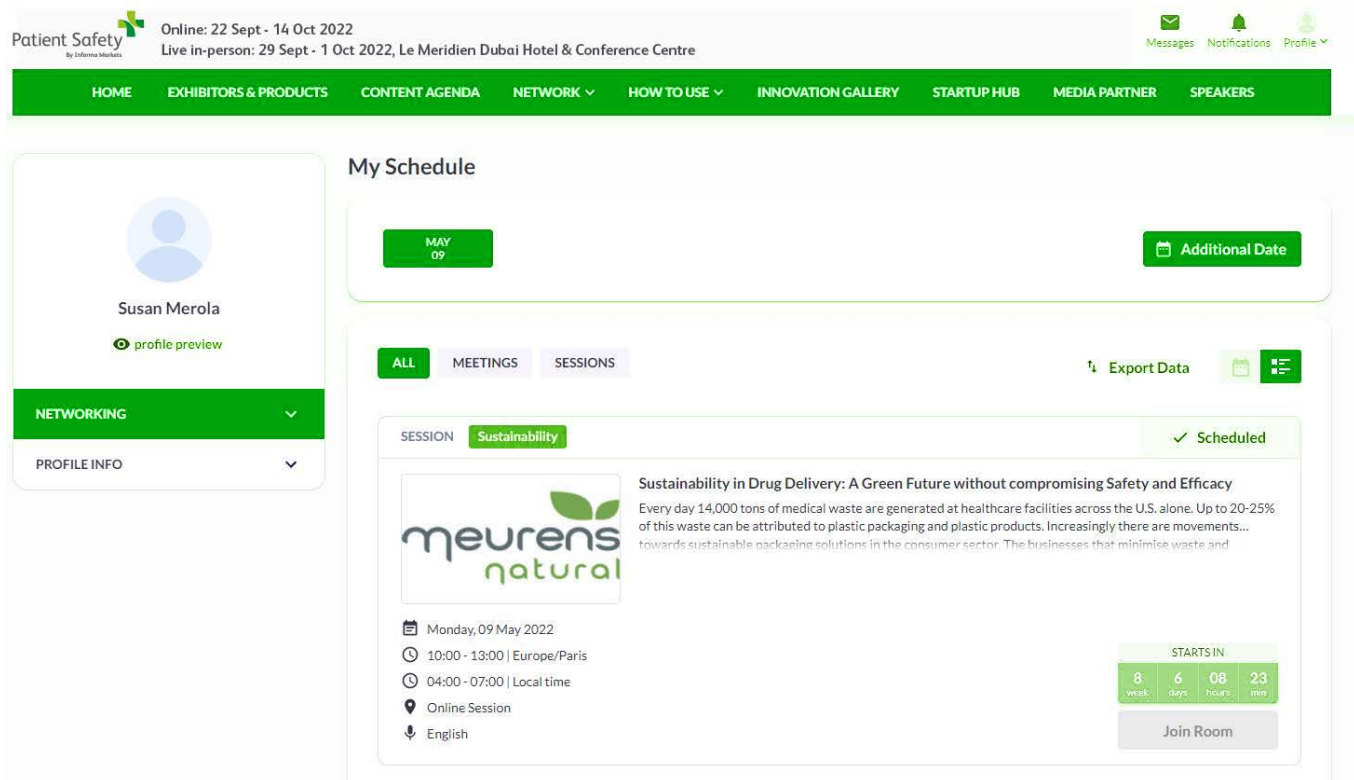 Patient Safety
By Informa Markets
Online: 22 Sept - 14 Oct 2022
Live in-person: 29 Sept - 1 Oct 2022, Le Meridien Dubai Hotel & Conference Centre
Messages Notifications Profile
HOME EXHIBITORS & PRODUCTS CONTENT AGENDA NETWORK HOW TO USE INNOVATION GALLERY STARTUP HUB MEDIA PARTNER SPEAKERS
Susan Merola
profile preview
NETWORKING
PROFILE INFO
My Schedule
MAY
09
Additional Date
ALL MEETINGS SESSIONS
Export Data
SESSION Sustainability
Scheduled
meurens
natural
Sustainability in Drug Delivery: A Green Future without compromising Safety and Efficacy
Every day 14,000 tons of medical waste are generated at healthcare facilities across the U.S. alone. Up to 20-25%
of this waste can be attributed to plastic packaging and plastic products. Increasingly there are movements...
towards sustainable packaging solutions in the consumer sector. The businesses that minimise waste and
Monday, 09 May 2022
10:00 - 13:00 | Europe/Paris
04:00 - 07:00 | Local time
Online Session
English
STARTS IN
8 6 08 23
week days hours min
Join Room